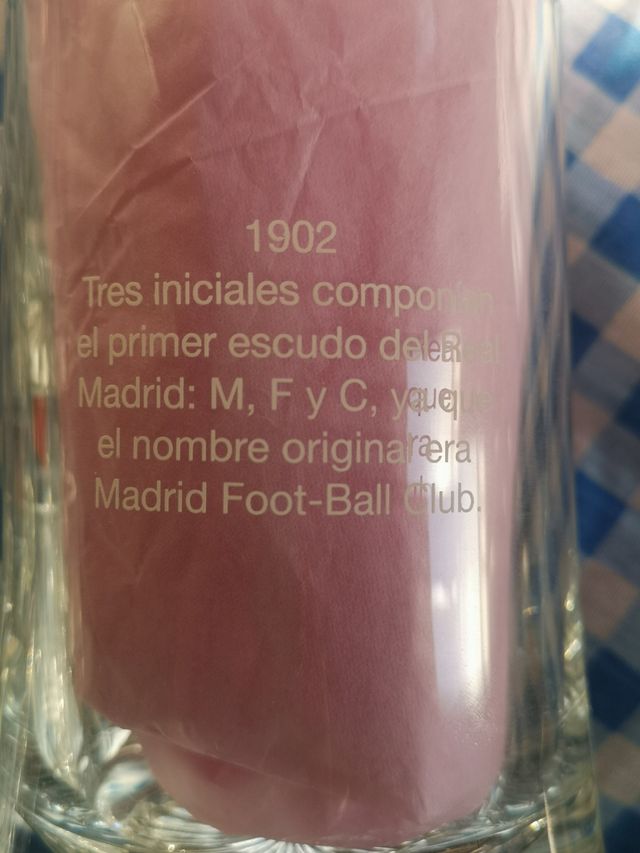 1902
Tres iniciales componían
el primer escudo del Real
Madrid: M, F y C, ya que
el nombre original era
Madrid Foot-Ball Club.